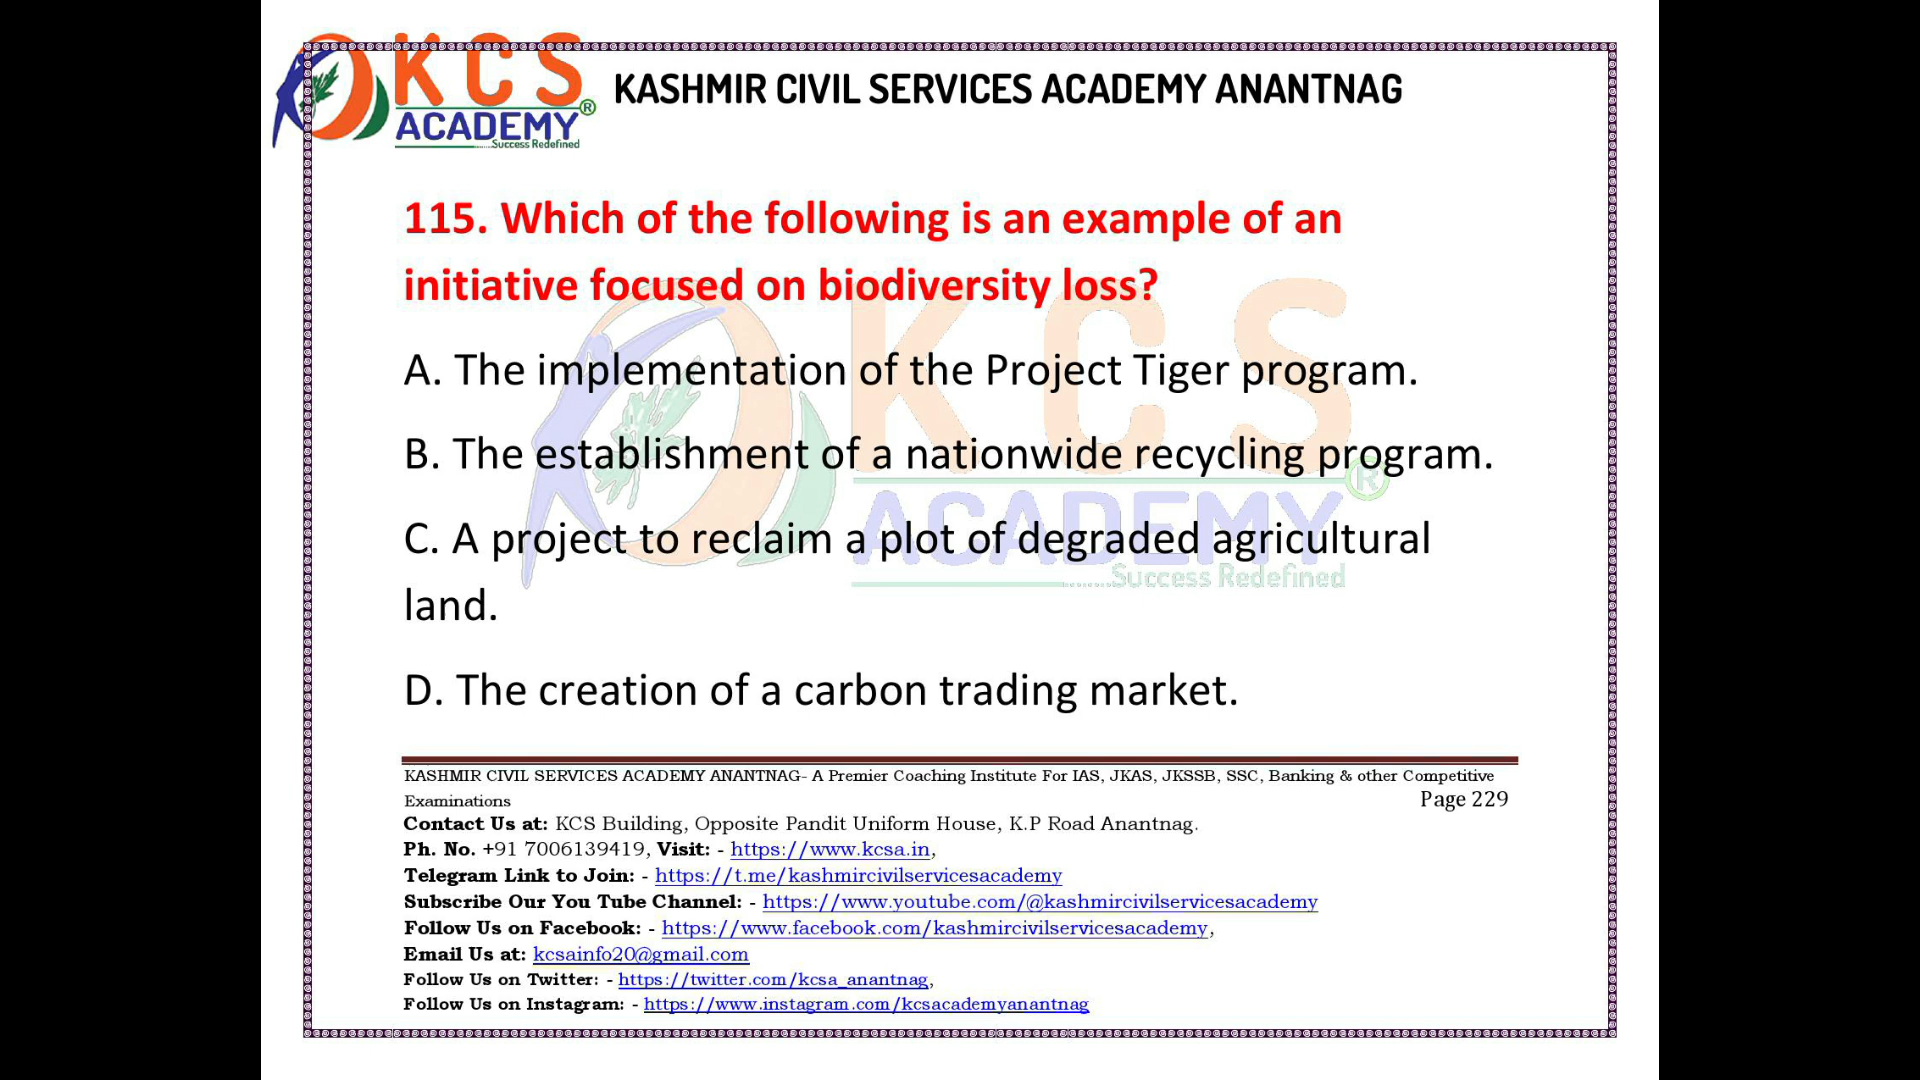 KCS
ACADEMY®
......Success Redefined
KASHMIR CIVIL SERVICES ACADEMY ANANTNAG
115. Which of the following is an example of an
initiative focused on biodiversity loss?
A. The implementation of the Project Tiger program.
B. The establishment of a nationwide recycling program.
C. A project to reclaim a plot of degraded agricultural
land.
D. The creation of a carbon trading market.
KCS
ACADEMY®
.......Success Redefined
KASHMIR CIVIL SERVICES ACADEMY ANANTNAG- A Premier Coaching Institute For IAS, JKAS, JKSSB, SSC, Banking & other Competitive
Examinations Page 229
Contact Us at: KCS Building, Opposite Pandit Uniform House, K.P Road Anantnag.
Ph. No. +91 7006139419, Visit: - https://www.kcsa.in,
Telegram Link to Join: - https://t.me/kashmircivilservicesacademy
Subscribe Our You Tube Channel: - https://www.youtube.com/@kashmircivilservicesacademy
Follow Us on Facebook: - https://www.facebook.com/kashmircivilservicesacademy,
Email Us at: kcsainfo20@gmail.com
Follow Us on Twitter: - https://twitter.com/kcsa_anantnag,
Follow Us on Instagram: - https://www.instagram.com/kcsacademyanantnag